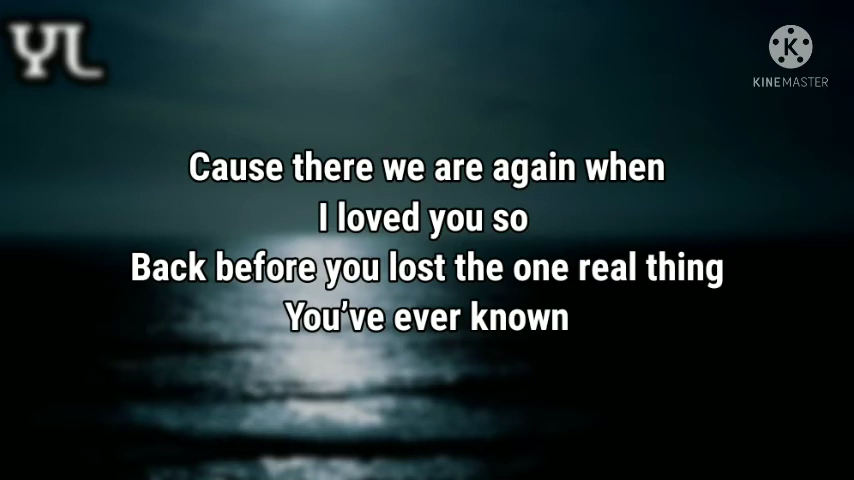 YL
KINEMASTER
Cause there we are again when
I loved you so
Back before you lost the one real thing
You’ve ever known